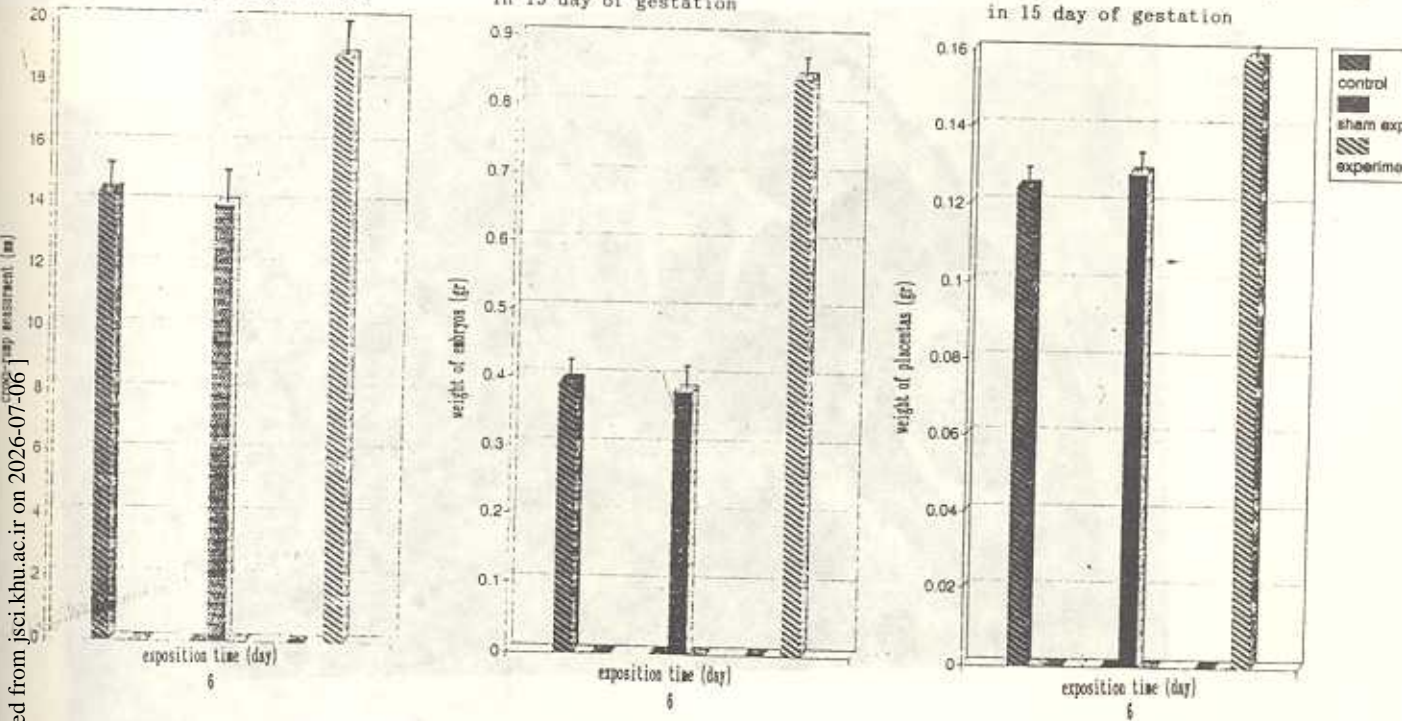 in 15 day of gestation
in 15 day of gestation
20
18
16
14
12
10
8
6
4
2
0
measurment (mm)
exposition time (day)
6
0.9
0.8
0.7
0.6
0.5
0.4
0.3
0.2
0.1
0
weight of embryos (gr)
exposition time (day)
6
0.16
0.14
0.12
0.1
0.08
0.06
0.04
0.02
0
weight of placentas (gr)
exposition time (day)
6
control
sham exp
experime
ed from jsci.khu.ac.ir on 2026-07-06 ]